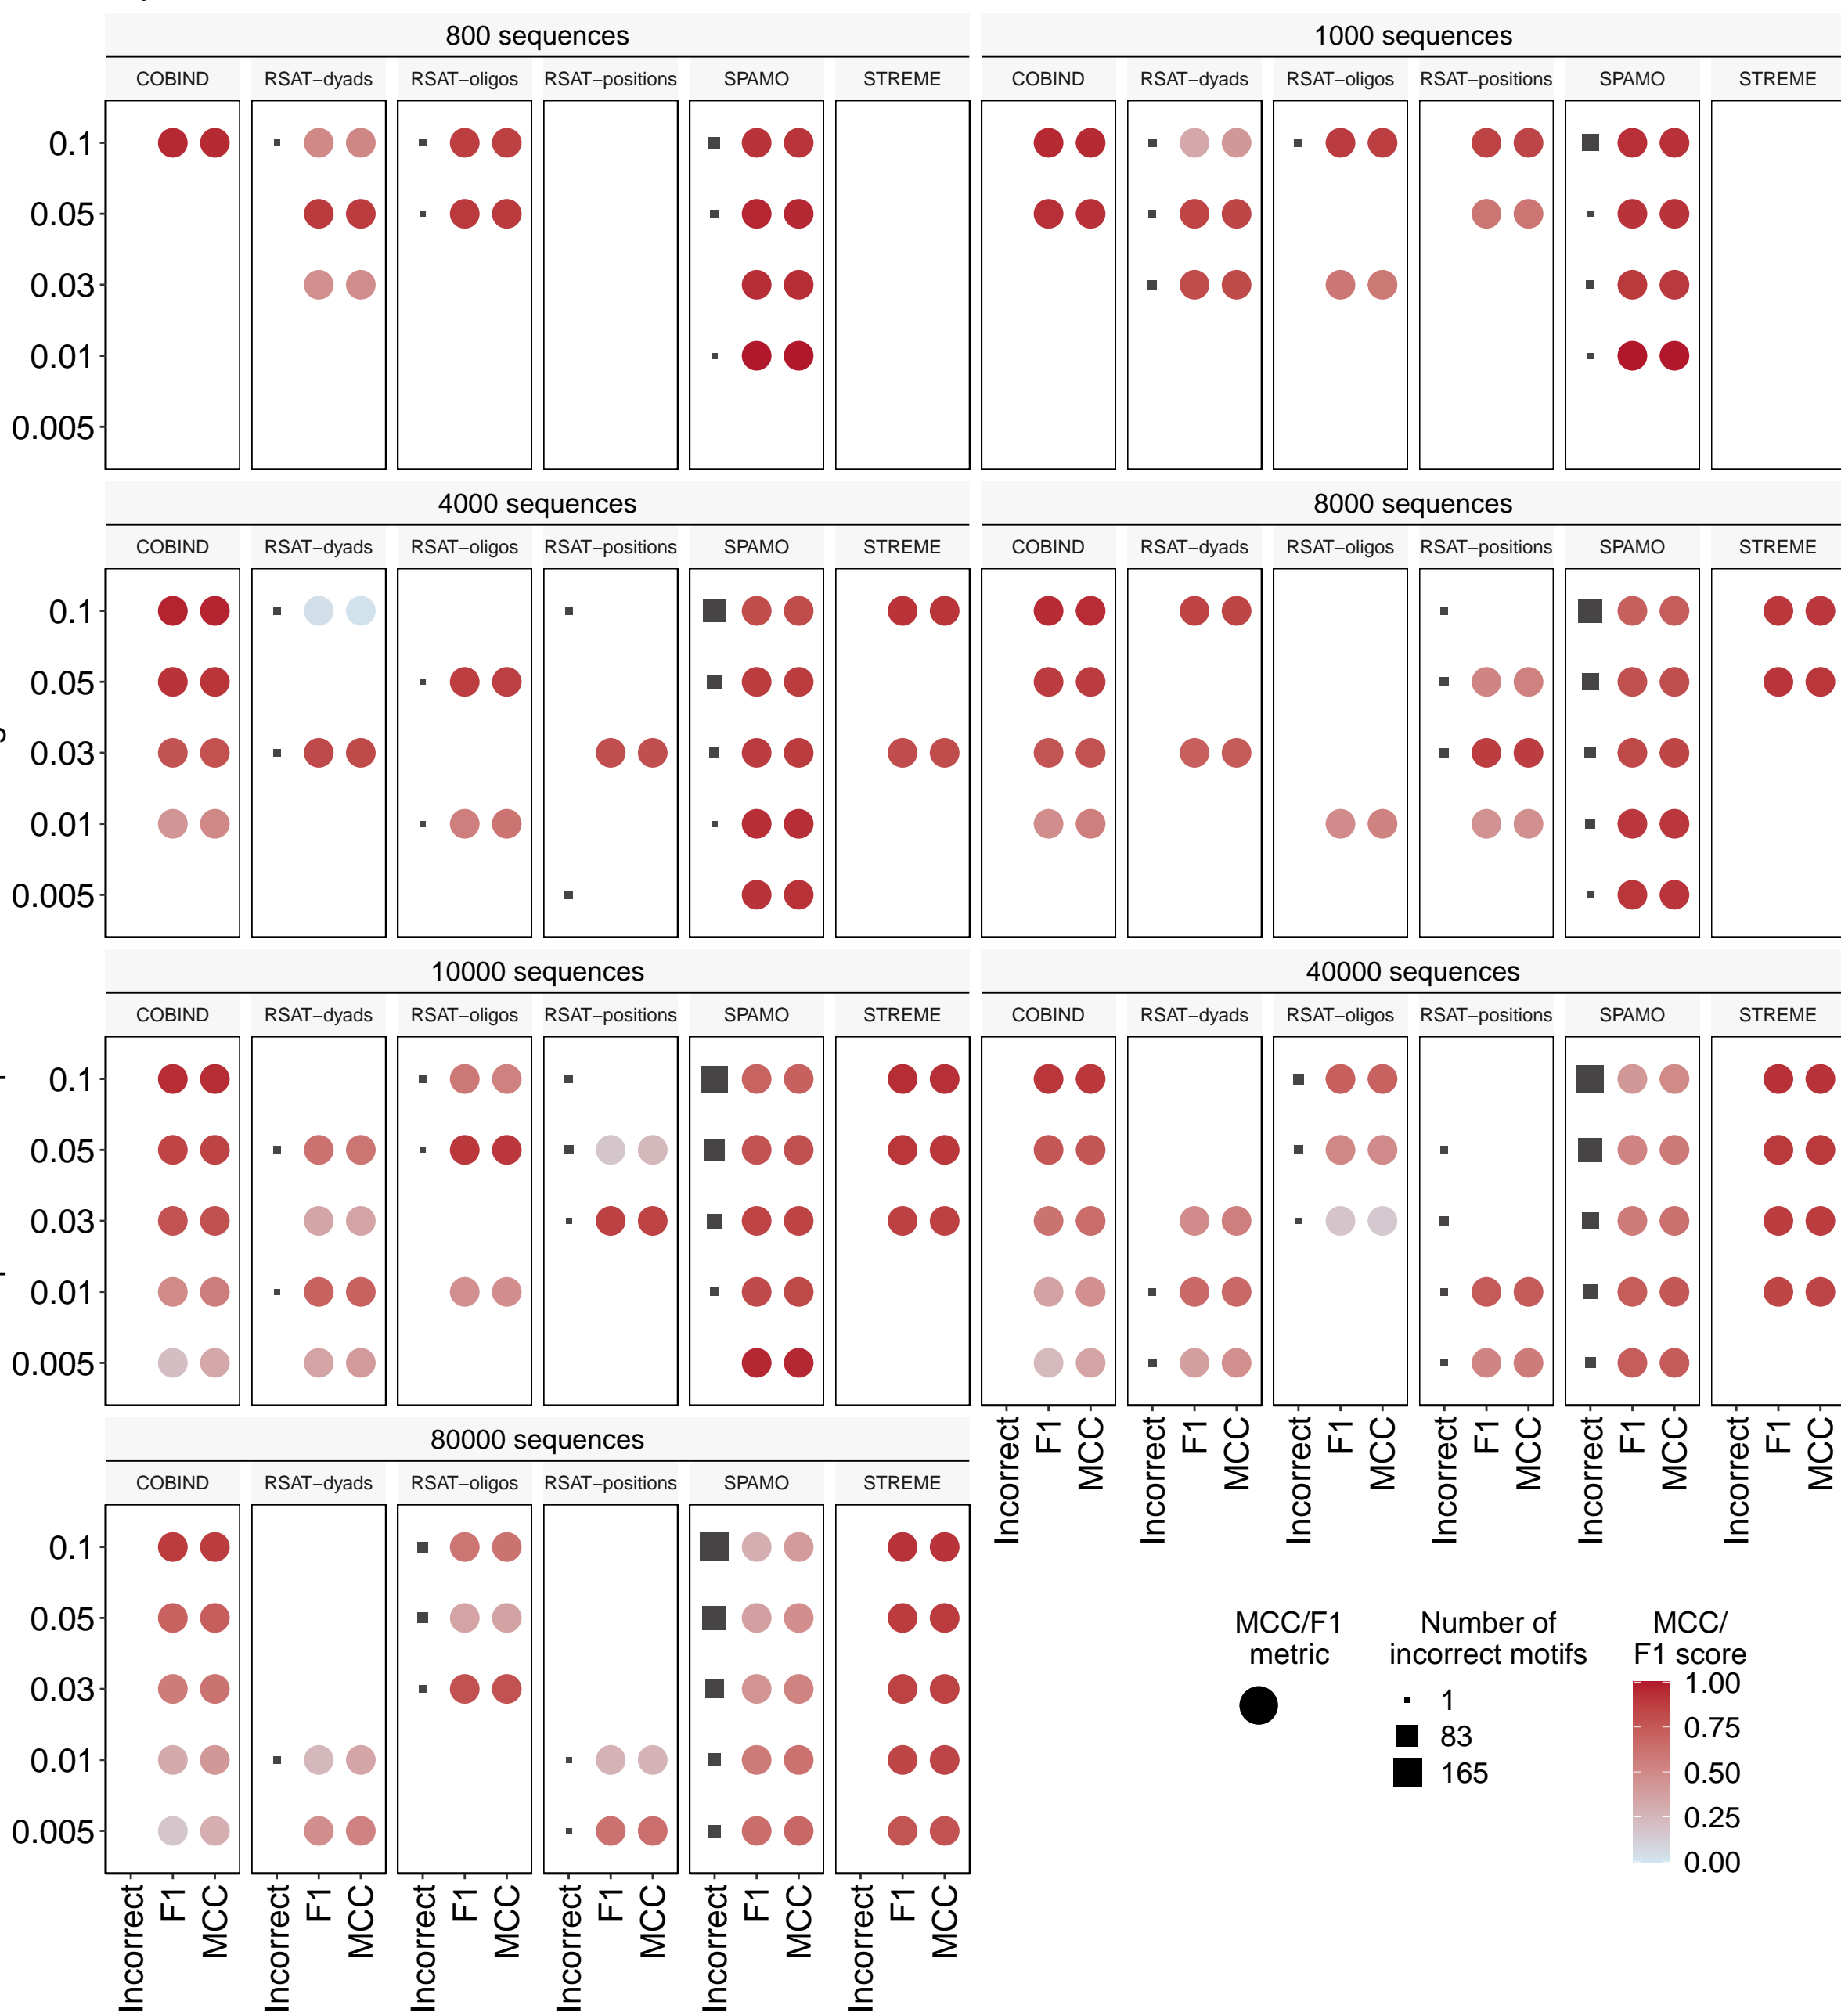 800 sequences
1000 sequences
COBIND RSAT−dyads RSAT−oligos RSAT−positions SPAMO STREME
COBIND RSAT−dyads RSAT−oligos RSAT−positions SPAMO STREME
0.1
0.05
0.03
0.01
0.005
4000 sequences
8000 sequences
COBIND RSAT−dyads RSAT−oligos RSAT−positions SPAMO STREME
COBIND RSAT−dyads RSAT−oligos RSAT−positions SPAMO STREME
0.1
0.05
0.03
0.01
0.005
10000 sequences
40000 sequences
COBIND RSAT−dyads RSAT−oligos RSAT−positions SPAMO STREME
COBIND RSAT−dyads RSAT−oligos RSAT−positions SPAMO STREME
0.1
0.05
0.03
0.01
0.005
Incorrect F1 MCC Incorrect F1 MCC Incorrect F1 MCC Incorrect F1 MCC Incorrect F1 MCC Incorrect F1 MCC
80000 sequences
COBIND RSAT−dyads RSAT−oligos RSAT−positions SPAMO STREME
0.1
0.05
0.03
0.01
0.005
Incorrect F1 MCC Incorrect F1 MCC Incorrect F1 MCC Incorrect F1 MCC Incorrect F1 MCC Incorrect F1 MCC
MCC/F1
metric
Number of
incorrect motifs
1
83
165
MCC/
F1 score
1.00
0.75
0.50
0.25
0.00